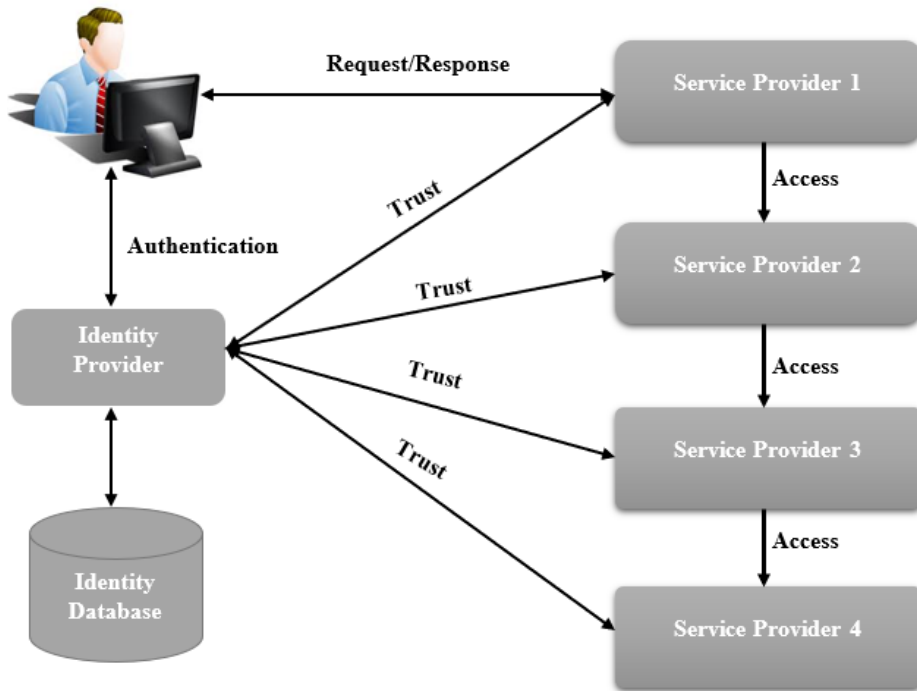 Request/Response
Service Provider 1
Trust
Access
Authentication
Service Provider 2
Trust
Identity
Provider
Access
Trust
Service Provider 3
Trust
Access
Identity
Database
Service Provider 4